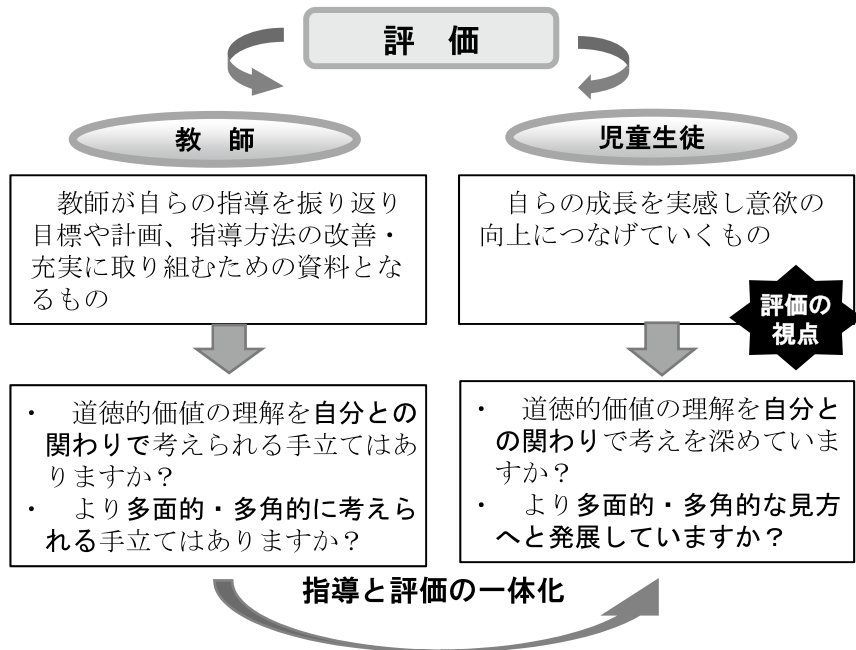 評　価
教　師
　教師が自らの指導を振り返り
目標や計画、指導方法の改善・
充実に取り組むための資料とな
るもの
・　道徳的価値の理解を自分との
関わりで考えられる手立てはあ
りますか？
・　より多面的・多角的に考えら
れる手立てはありますか？
児童生徒
　自らの成長を実感し意欲の
向上につなげていくもの
評価の
視点
・　道徳的価値の理解を自分と
の関わりで考えを深めていま
すか？
・　より多面的・多角的な見方
へと発展していますか？
指導と評価の一体化